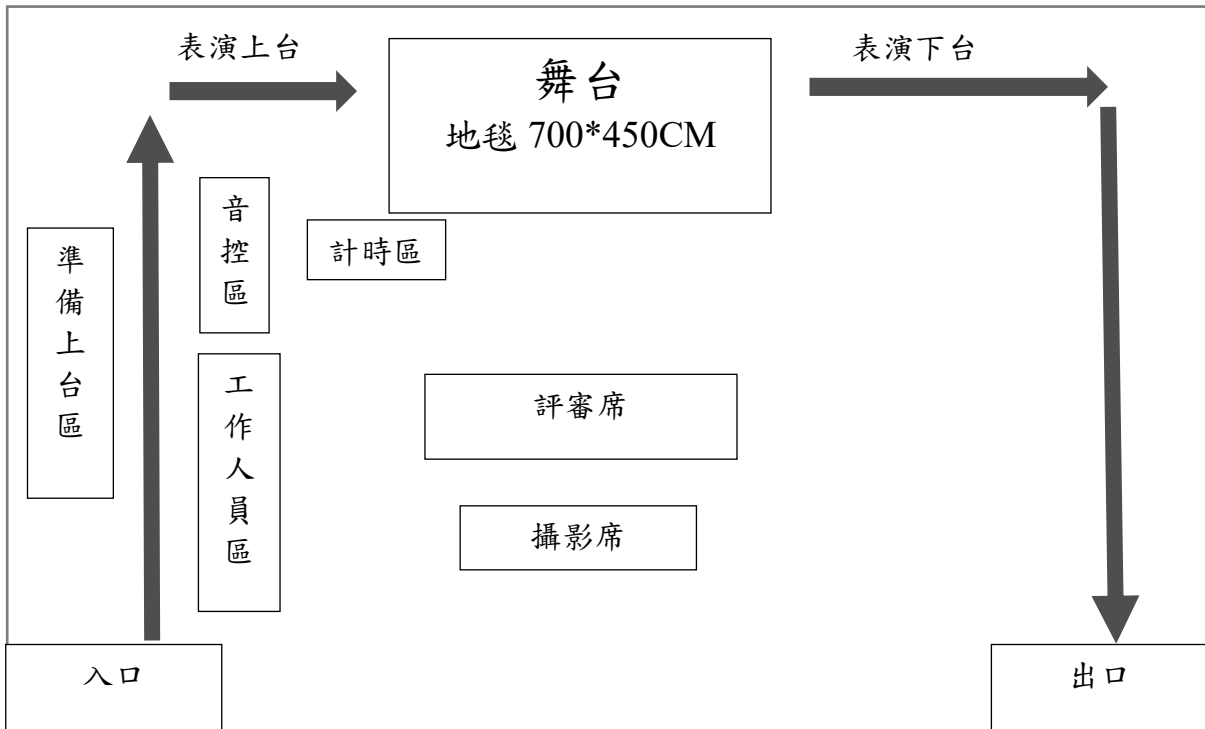 表演上台
舞台
地毯 700*450CM
表演下台
音控區
計時區
準備上台區
工作人員區
評審席
攝影席
入口
出口